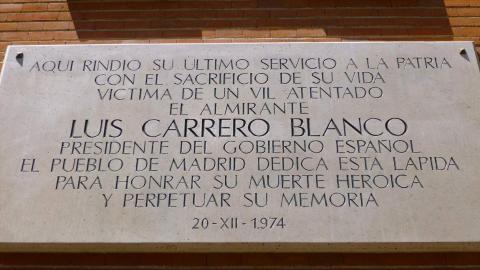 AQUI RINDIO SU ULTIMO SERVICIO A LA PATRIA
CON EL SACRIFICIO DE SU VIDA
VICTIMA DE UN VIL ATENTADO
EL ALMIRANTE
LUIS CARRERO BLANCO
PRESIDENTE DEL GOBIERNO ESPAÑOL
EL PUEBLO DE MADRID DEDICA ESTA LAPIDA
PARA HONRAR SU MUERTE HEROICA
Y PERPETUAR SU MEMORIA
20-XII-1.974